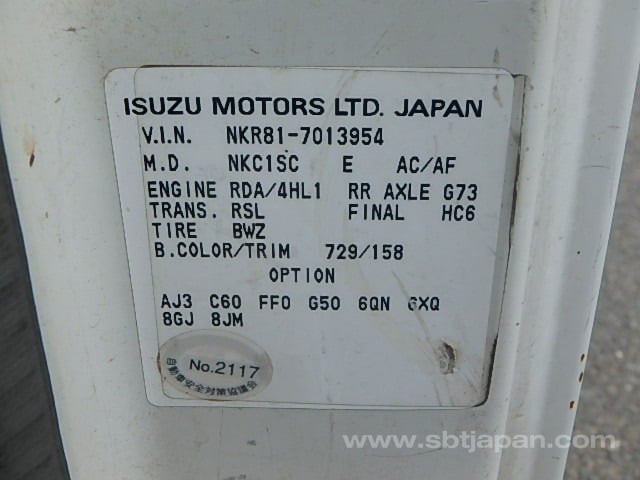 ISUZU MOTORS LTD. JAPAN
V.I.N. NKR81-7013954
M.D. NKC1SC E AC/AF
ENGINE RDA/4HL1 RR AXLE G73
TRANS. RSL FINAL HC6
TIRE BWZ
B.COLOR/TRIM 729/158
OPTION
AJ3 C60 FF0 G50 6QN 6XQ
8GJ 8JM
No.2117
www.sbtjapan.com